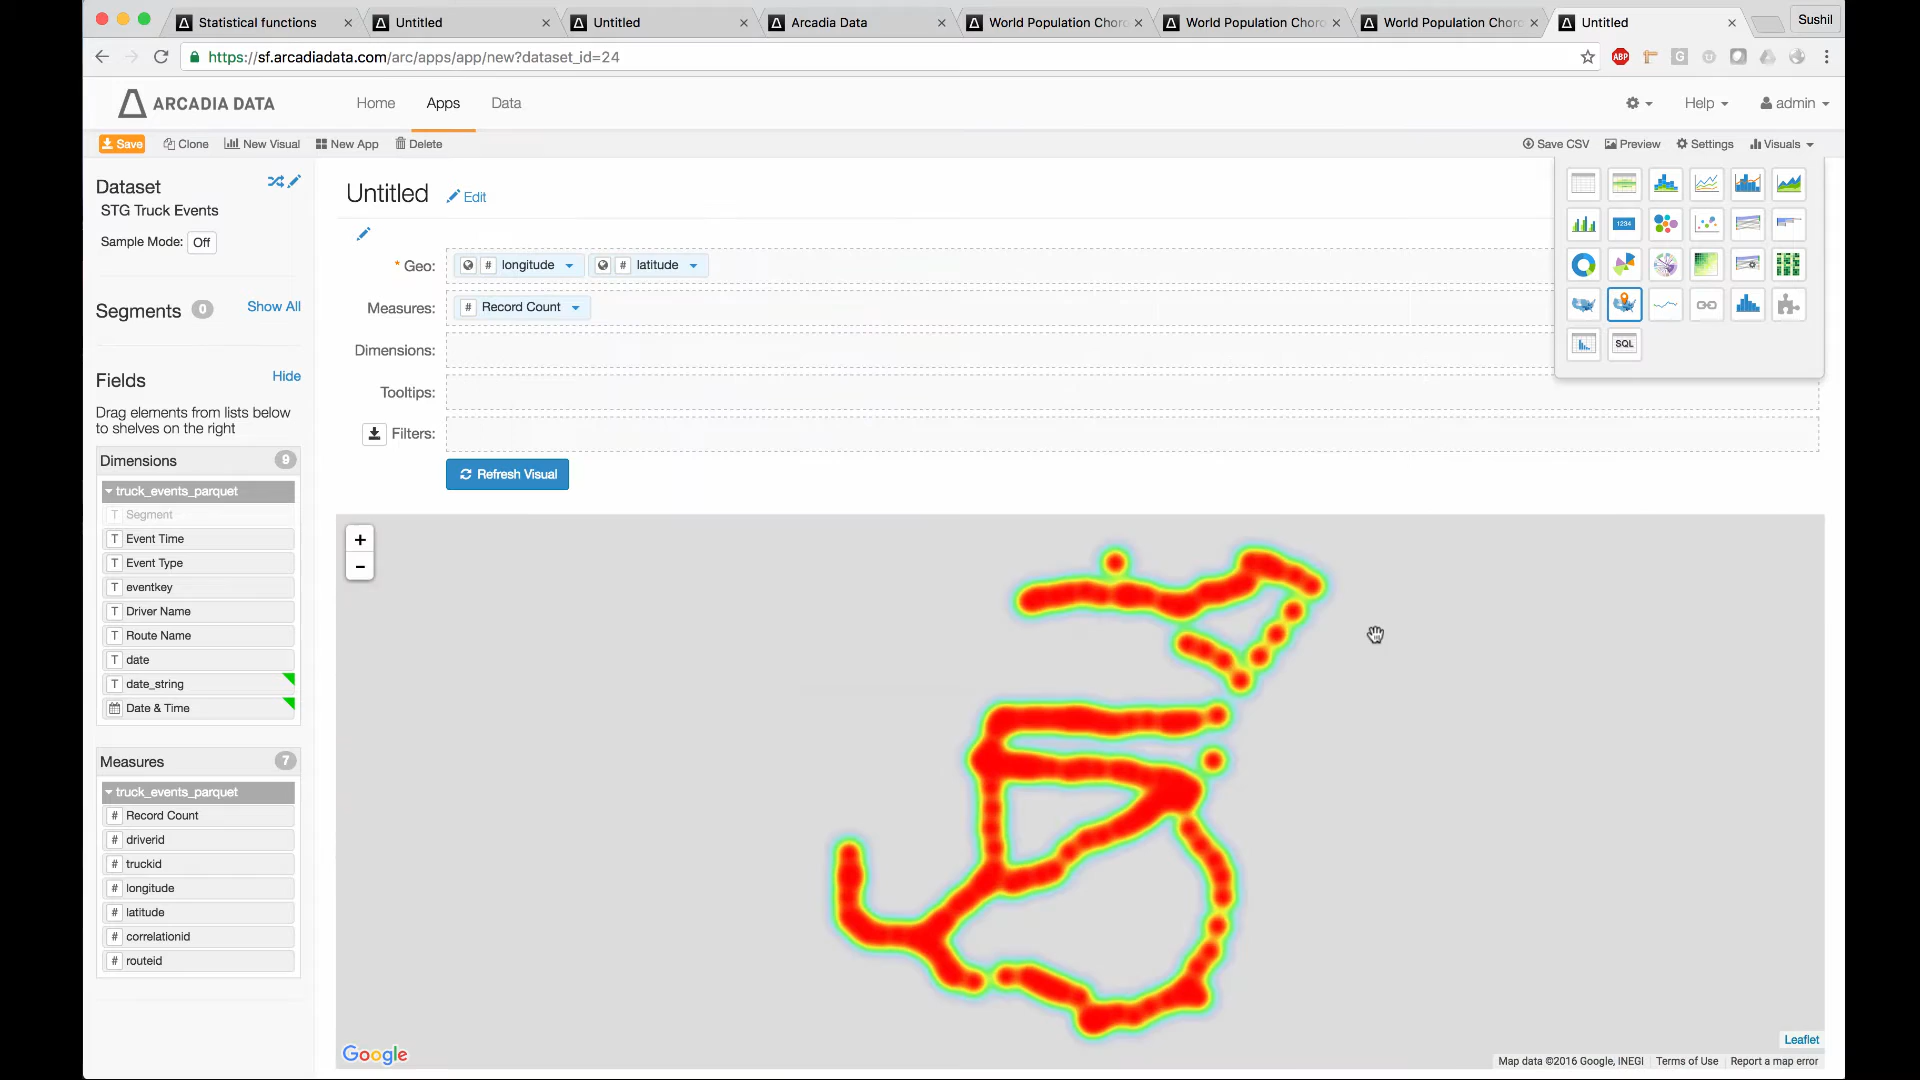 Statistical functions
Untitled
Untitled
Arcadia Data
World Population Choro
World Population Choro
World Population Choro
Untitled
Sushil
https://sf.arcadiadata.com/arc/apps/app/new?dataset_id=24
ABP
G
ARCADIA DATA
Home
Apps
Data
Help
admin
Save
Clone
New Visual
New App
Delete
Save CSV
Preview
Settings
Visuals
Dataset
STG Truck Events
Sample Mode: Off
Segments 0 Show All
Fields Hide
Drag elements from lists below
to shelves on the right
Dimensions 9
truck_events_parquet
T Segment
T Event Time
T Event Type
T eventkey
T Driver Name
T Route Name
T date
T date_string
Date & Time
Measures 7
truck_events_parquet
# Record Count
# driverid
# truckid
# longitude
# latitude
# correlationid
# routeid
Untitled Edit
* Geo: # longitude # latitude
Measures: # Record Count
Dimensions:
Tooltips:
Filters:
Refresh Visual
1234
SQL
+
−
Google
Leaflet
Map data ©2016 Google, INEGI Terms of Use Report a map error